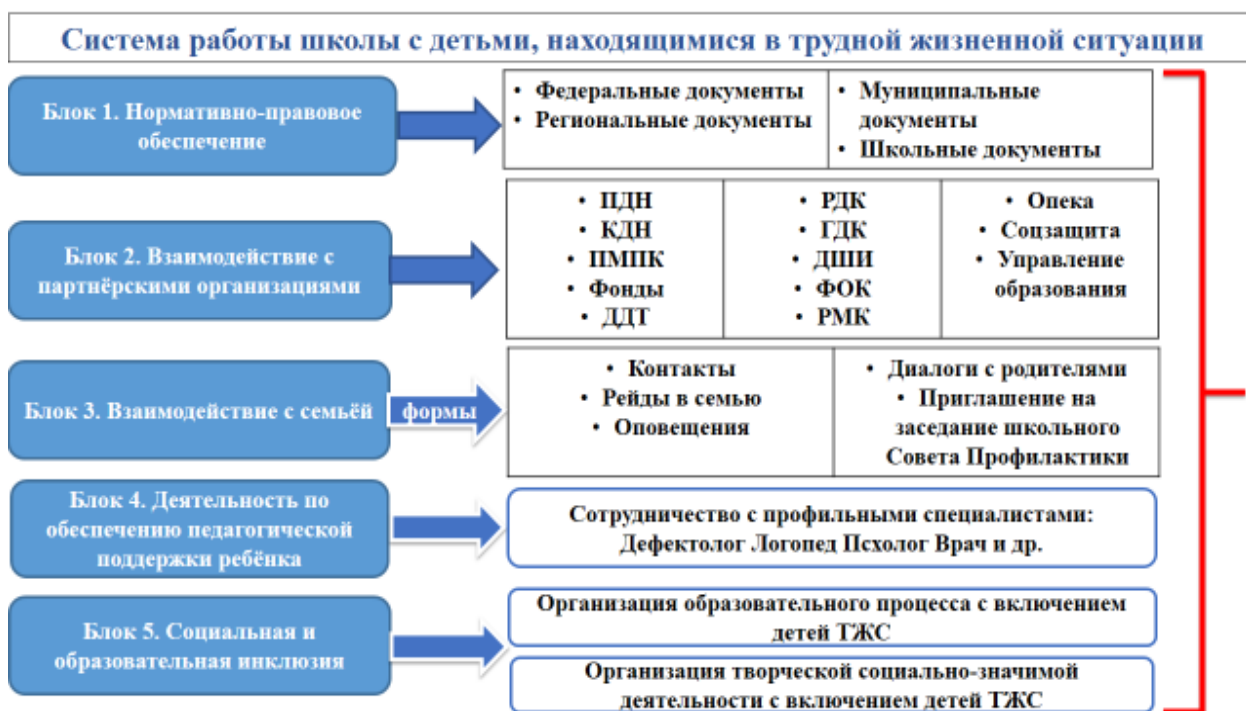 Система работы школы с детьми, находящимися в трудной жизненной ситуации
Блок 1. Нормативно-правовое
обеспечение
• Федеральные документы
• Региональные документы
• Муниципальные
документы
• Школьные документы
Блок 2. Взаимодействие с
партнёрскими организациями
• ПДН
• КДН
• ПМПК
• Фонды
• ДДТ
• РДК
• ГДК
• ДШИ
• ФОК
• РМК
• Опека
• Соцзащита
• Управление
образования
Блок 3. Взаимодействие с семьёй
формы
• Контакты
• Рейды в семью
• Оповещения
• Диалоги с родителями
• Приглашение на
заседание школьного
Совета Профилактики
Блок 4. Деятельность по
обеспечению педагогической
поддержки ребёнка
Сотрудничество с профильными специалистами:
Дефектолог Логопед Псхолог Врач и др.
Блок 5. Социальная и
образовательная инклюзия
Организация образовательного процесса с включением
детей ТЖС
Организация творческой социально-значимой
деятельности с включением детей ТЖС